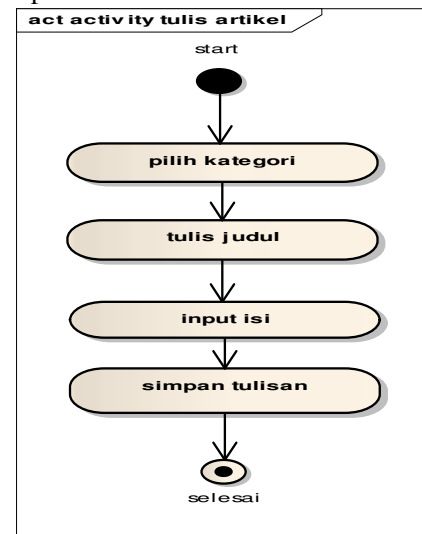 act activity tulis artikel
start
pilih kategori
tulis judul
input isi
simpan tulisan
selesai